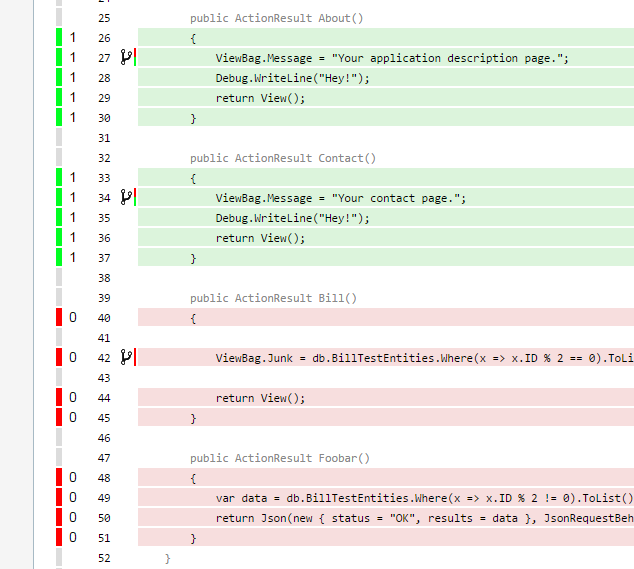 25 public ActionResult About()
1 26 {
1 27 ViewBag.Message = "Your application description page.";
1 28 Debug.WriteLine("Hey!");
1 29 return View();
1 30 }
31
32 public ActionResult Contact()
1 33 {
1 34 ViewBag.Message = "Your contact page.";
1 35 Debug.WriteLine("Hey!");
1 36 return View();
1 37 }
38
39 public ActionResult Bill()
0 40 {
41
0 42 ViewBag.Junk = db.BillTestEntities.Where(x => x.ID % 2 == 0).ToLi
43
0 44 return View();
0 45 }
46
47 public ActionResult Foobar()
0 48 {
0 49 var data = db.BillTestEntities.Where(x => x.ID % 2 != 0).ToList()
0 50 return Json(new { status = "OK", results = data }, JsonRequestBeh
0 51 }
52 }